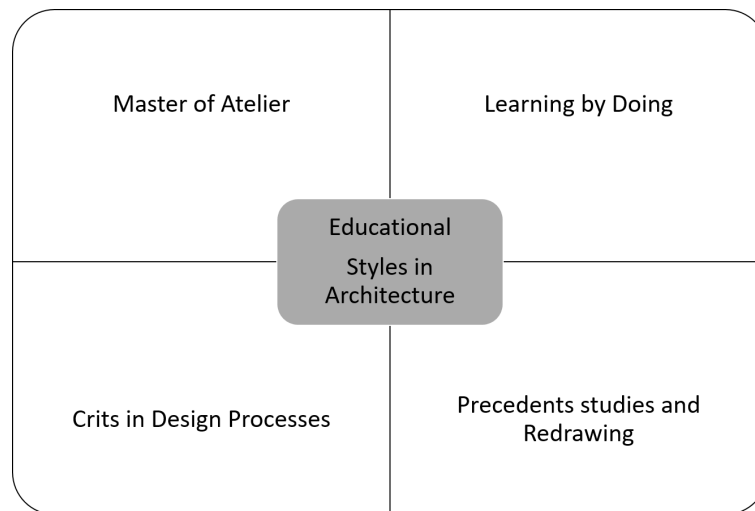 Master of Atelier
Learning by Doing
Educational
Styles in
Architecture
Crits in Design Processes
Precedents studies and
Redrawing